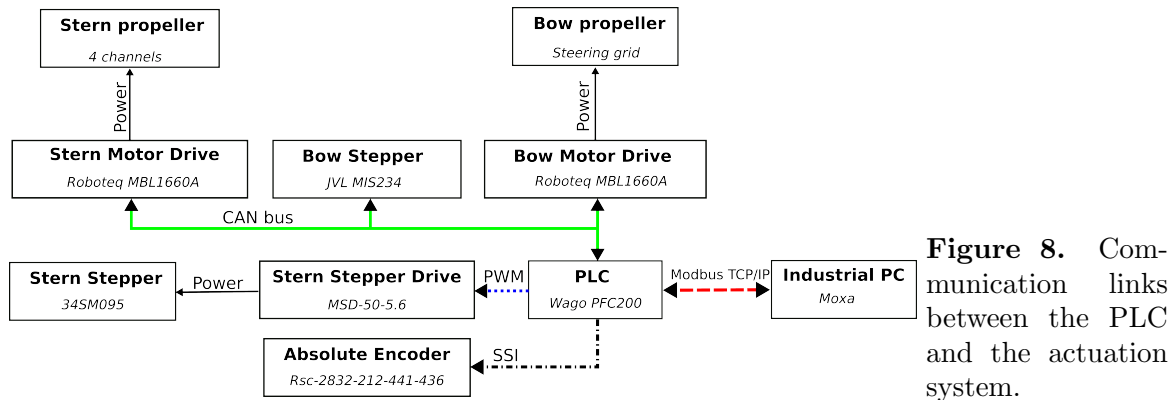 Stern propeller
4 channels
Bow propeller
Steering grid
Power
Power
Stern Motor Drive
Roboteq MBL1660A
Bow Stepper
JVL MIS234
Bow Motor Drive
Roboteq MBL1660A
CAN bus
Stern Stepper
34SM095
Power
Stern Stepper Drive
MSD-50-5.6
PWM
PLC
Wago PFC200
Modbus TCP/IP
Industrial PC
Moxa
Absolute Encoder
Rsc-2832-212-441-436
SSI
Figure 8. Com-
munication links
between the PLC
and the actuation
system.